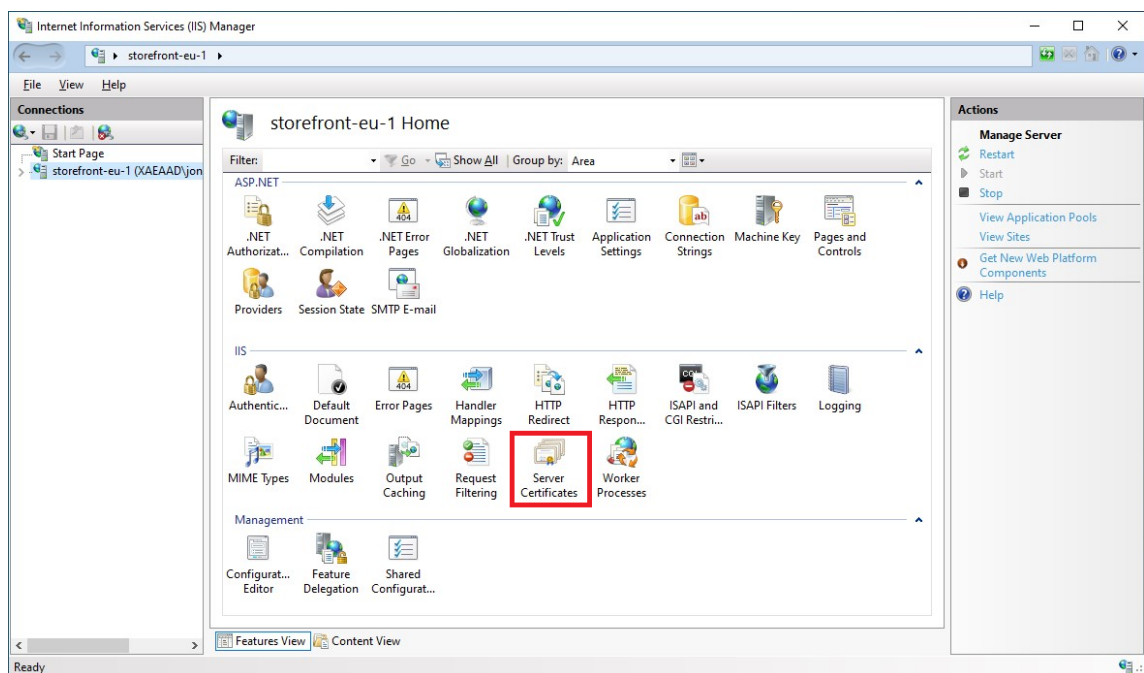 Internet Information Services (IIS) Manager
storefront-eu-1
File View Help
Connections
Start Page
storefront-eu-1 (XAEAAD\jon
storefront-eu-1 Home
Filter: Go Show All Group by: Area
ASP.NET
.NET Authorizat...
.NET Compilation
.NET Error Pages
.NET Globalization
.NET Trust Levels
Application Settings
Connection Strings
Machine Key
Pages and Controls
Providers
Session State
SMTP E-mail
IIS
Authentic...
Default Document
Error Pages
Handler Mappings
HTTP Redirect
HTTP Respon...
ISAPI and CGI Restri...
ISAPI Filters
Logging
MIME Types
Modules
Output Caching
Request Filtering
Server Certificates
Worker Processes
Management
Configurat... Editor
Feature Delegation
Shared Configurat...
Features View Content View
Actions
Manage Server
Restart
Start
Stop
View Application Pools
View Sites
Get New Web Platform
Components
Help
Ready